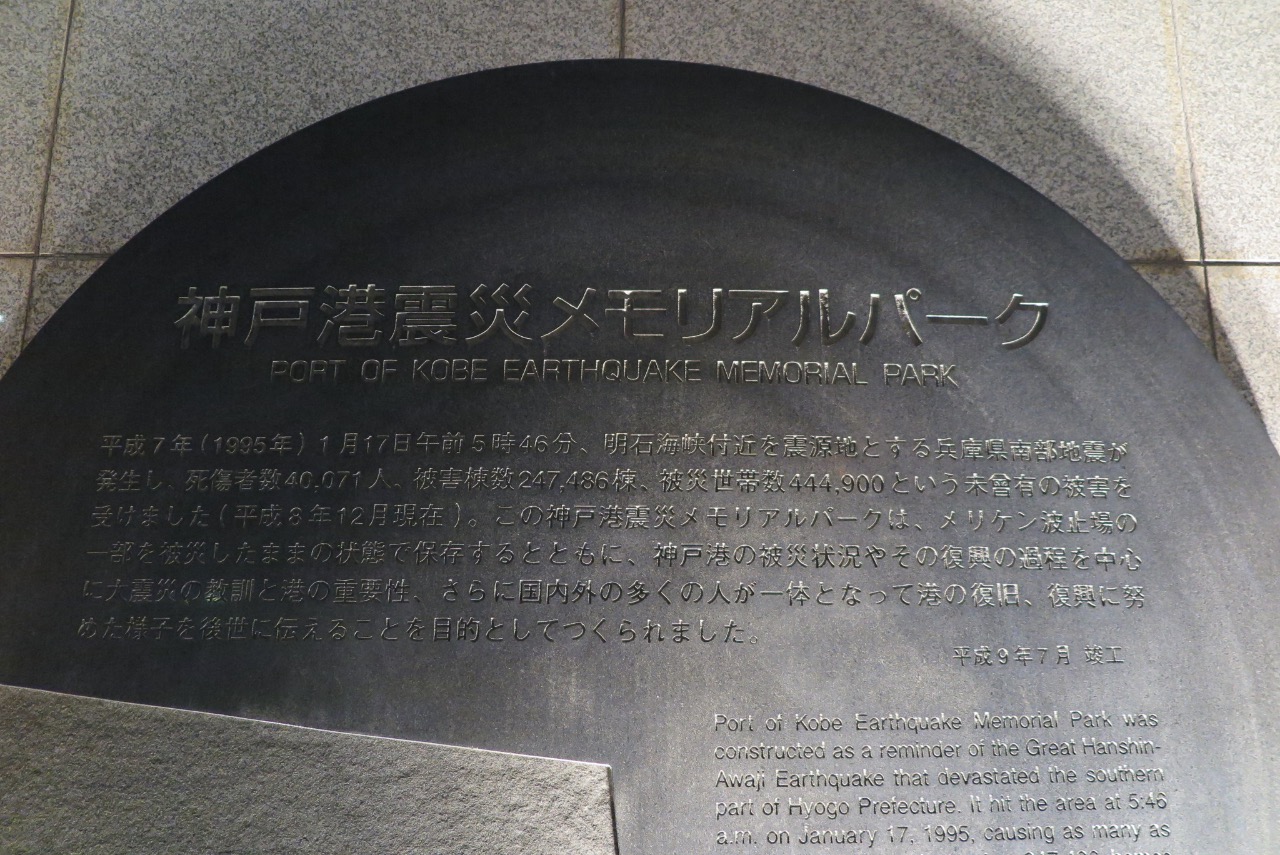 神戸港震災メモリアルパーク
PORT OF KOBE EARTHQUAKE MEMORIAL PARK
平成7年(1995年)1月17日午前5時46分、明石海峡付近を震源地とする兵庫県南部地震が
発生し、死傷者数40,071人、被害棟数247,486棟、被災世帯数444,900という未曾有の被害を
受けました(平成8年12月現在)。この神戸港震災メモリアルパークは、メリケン波止場の
一部を被災したままの状態で保存するとともに、神戸港の被災状況やその復興の過程を中心
に大震災の教訓と港の重要性、さらに国内外の多くの人が一体となって港の復旧、復興に努
めた様子を後世に伝えることを目的としてつくられました。
平成9年7月 竣工
Port of Kobe Earthquake Memorial Park was
constructed as a reminder of the Great Hanshin-
Awaji Earthquake that devastated the southern
part of Hyogo Prefecture. It hit the area at 5:46
a.m. on January 17, 1995, causing as many as